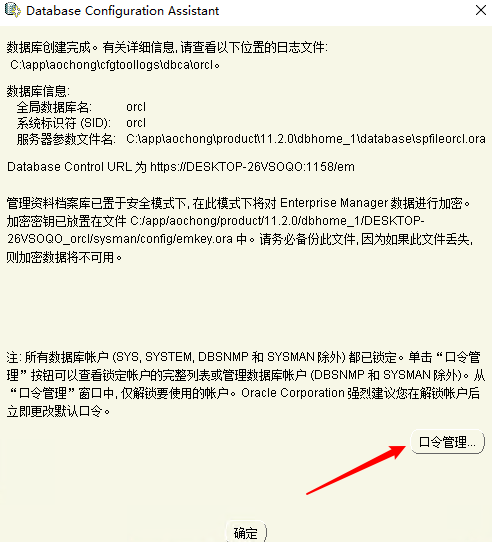 Database Configuration Assistant
数据库创建完成。有关详细信息, 请查看以下位置的日志文件:
C:\app\aochong\cfgtoollogs\dbca\orcl。
数据库信息:
全局数据库名: orcl
系统标识符 (SID): orcl
服务器参数文件名: C:\app\aochong\product\11.2.0\dbhome_1\database\spfileorcl.ora
Database Control URL 为 https://DESKTOP-26VSOQO:1158/em
管理资料档案库已置于安全模式下, 在此模式下将对 Enterprise Manager 数据进行加密。
加密密钥已放置在文件 C:/app/aochong/product/11.2.0/dbhome_1/DESKTOP-
26VSOQO_orcl/sysman/config/emkey.ora 中。请务必备份此文件, 因为如果此文件丢失,
则加密数据将不可用。
注: 所有数据库帐户 (SYS, SYSTEM, DBSNMP 和 SYSMAN 除外) 都已锁定。单击“口令管
理”按钮可以查看锁定帐户的完整列表或管理数据库帐户 (DBSNMP 和 SYSMAN 除外)。从
“口令管理”窗口中, 仅解锁要使用的帐户。Oracle Corporation 强烈建议您在解锁帐户后
立即更改默认口令。
口令管理...
确定